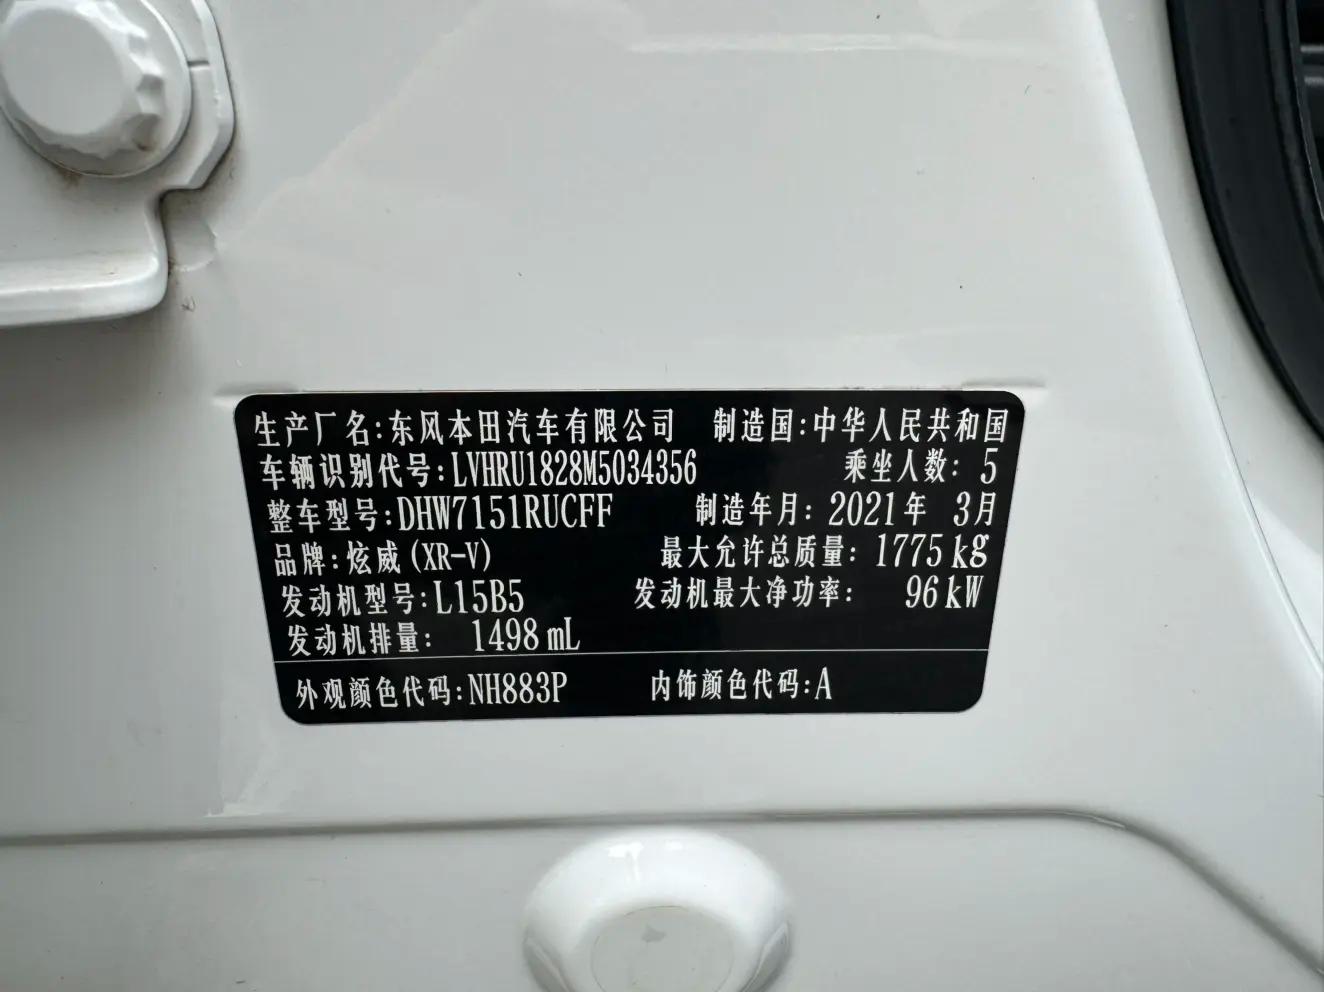 生产厂名:东风本田汽车有限公司 制造国:中华人民共和国
车辆识别代号:LVHRU1828M5034356 乘坐人数: 5
整车型号:DHW7151RUCFF 制造年月: 2021年 3月
品牌:炫威(XR-V) 最大允许总质量: 1775kg
发动机型号:L15B5 发动机最大净功率: 96kW
发动机排量: 1498mL
外观颜色代码:NH883P 内饰颜色代码:A